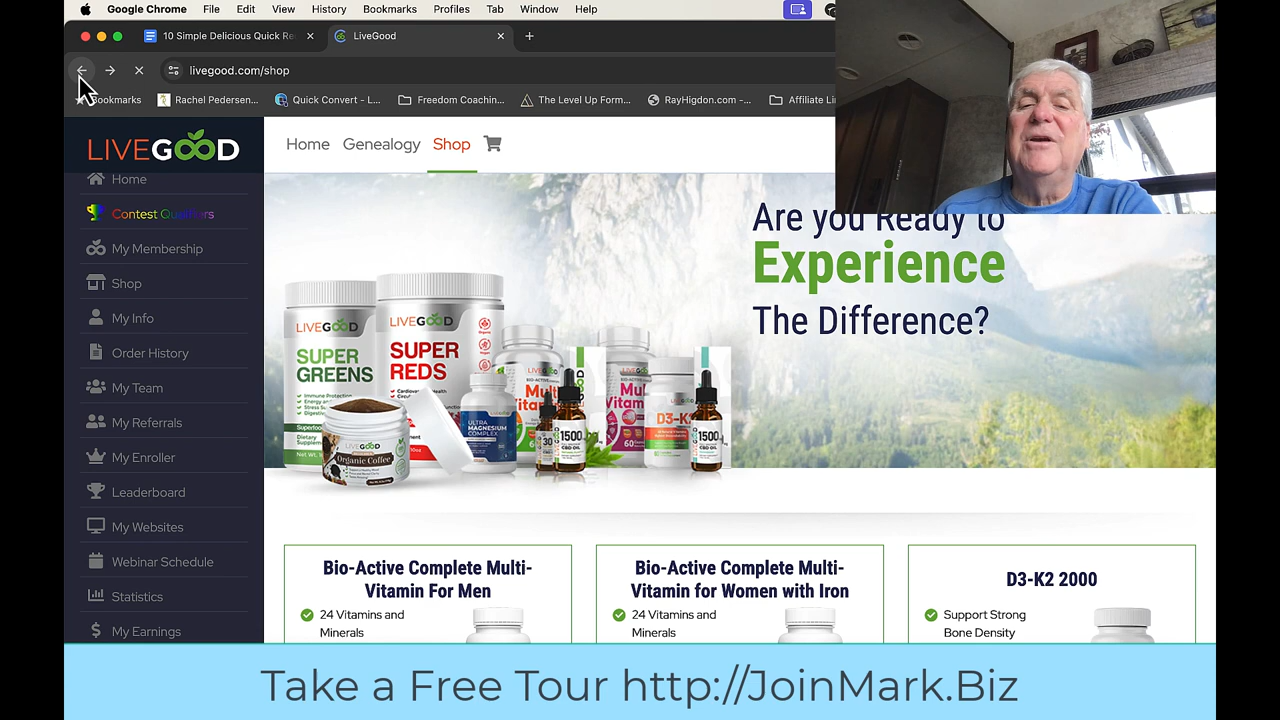 Google Chrome File Edit View History Bookmarks Profiles Tab Window Help
10 Simple Delicious Quick Re
LiveGood
livegood.com/shop
Bookmarks
Rachel Pedersen...
Quick Convert - L...
Freedom Coachin...
The Level Up Form...
RayHigdon.com -...
Affiliate Li
LIVEGOOD
Home Genealogy Shop
Home
Contest Qualifiers
My Membership
Shop
My Info
Order History
My Team
My Referrals
My Enroller
Leaderboard
My Websites
Webinar Schedule
Statistics
My Earnings
Are you Ready to
Experience
The Difference?
LIVEGOOD
SUPER
GREENS
LIVEGOOD
SUPER
REDS
ULTRA
MAGNESIUM
COMPLEX
LIVEGOOD
Organic Coffee
1500
D3-K2
1500
Bio-Active Complete Multi-
Vitamin For Men
24 Vitamins and
Minerals
Bio-Active Complete Multi-
Vitamin for Women with Iron
24 Vitamins and
Minerals
D3-K2 2000
Support Strong
Bone Density
Take a Free Tour http://JoinMark.Biz